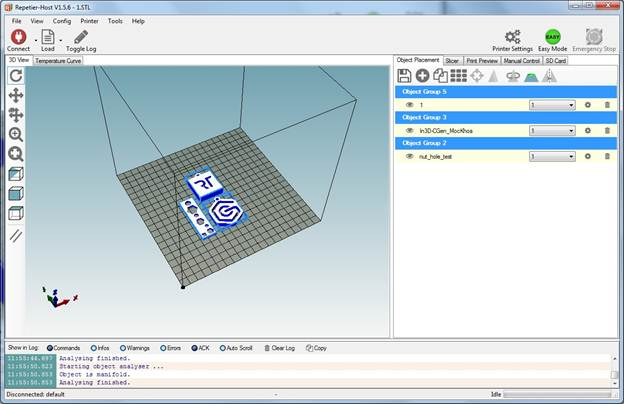 Repetier-Host V1.5.6 - 1.STL
File View Config Printer Tools Help
Connect Load Toggle Log Printer Settings Easy Mode Emergency Stop
EASY
3D View Temperature Curve
Object Placement Slicer Print Preview Manual Control SD Card
Object Group 5
1 1
Object Group 3
In3D-CGen_MocKhoa 1
Object Group 2
nut_hole_test 1
RT
G
Show in Log: Commands Infos Warnings Errors ACK Auto Scroll Clear Log Copy
11:55:44.697 Analysing finished.
11:55:50.823 Starting object analyser ...
11:55:50.853 Object is manifold.
11:55:50.853 Analysing finished.
Disconnected: default - Idle